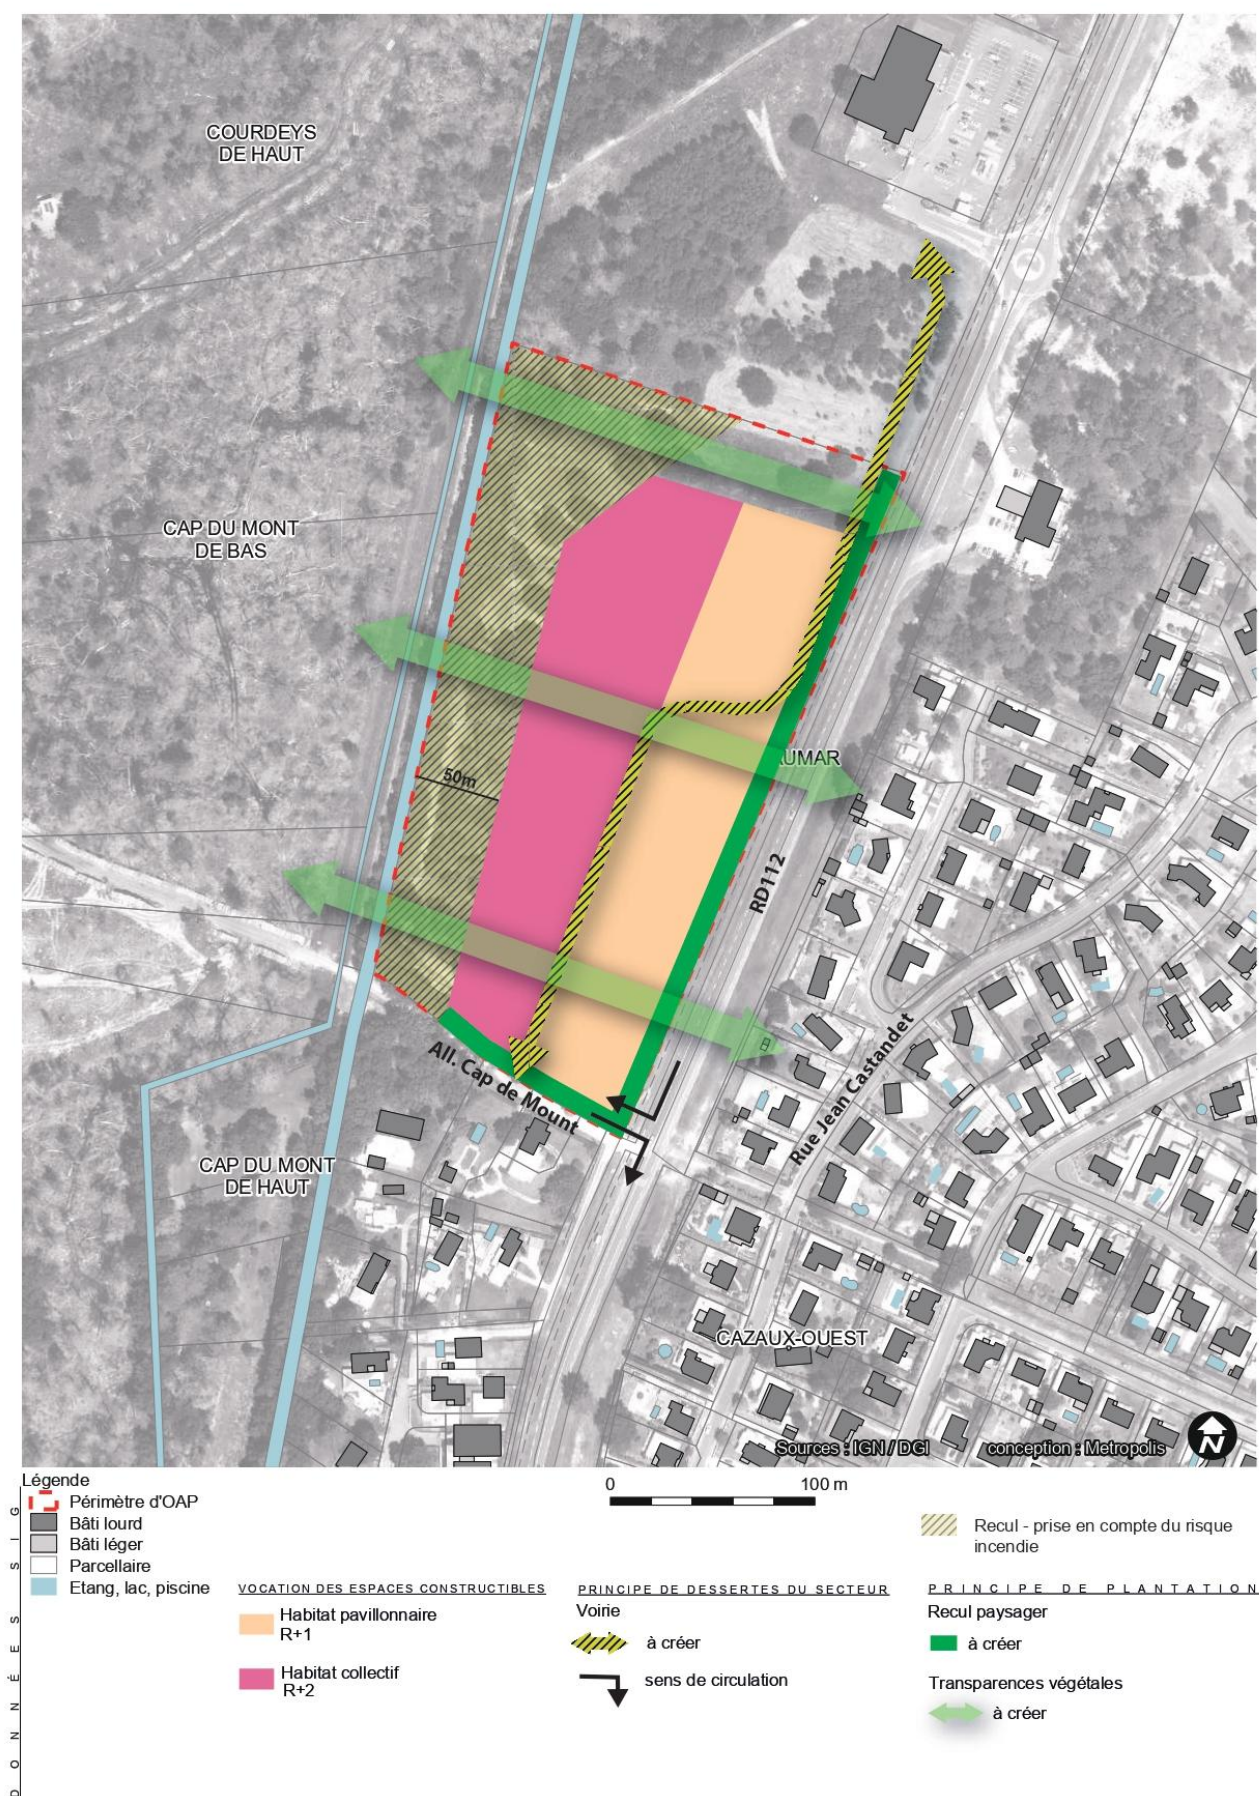 COURDEYS
DE HAUT
CAP DU MONT
DE BAS
50m
UMAR
RD112
All. Cap de Mount
Rue Jean Castandet
CAP DU MONT
DE HAUT
CAZAUX-OUEST
Sources : IGN / DGI
conception : Metropolis
N
Légende
DONNÉES SIG
Périmètre d'OAP
Bâti lourd
Bâti léger
Parcellaire
Etang, lac, piscine
0 100 m
Recul - prise en compte du risque
incendie
VOCATION DES ESPACES CONSTRUCTIBLES
Habitat pavillonnaire
R+1
Habitat collectif
R+2
PRINCIPE DE DESSERTES DU SECTEUR
Voirie
à créer
sens de circulation
PRINCIPE DE PLANTATION
Recul paysager
à créer
Transparences végétales
à créer